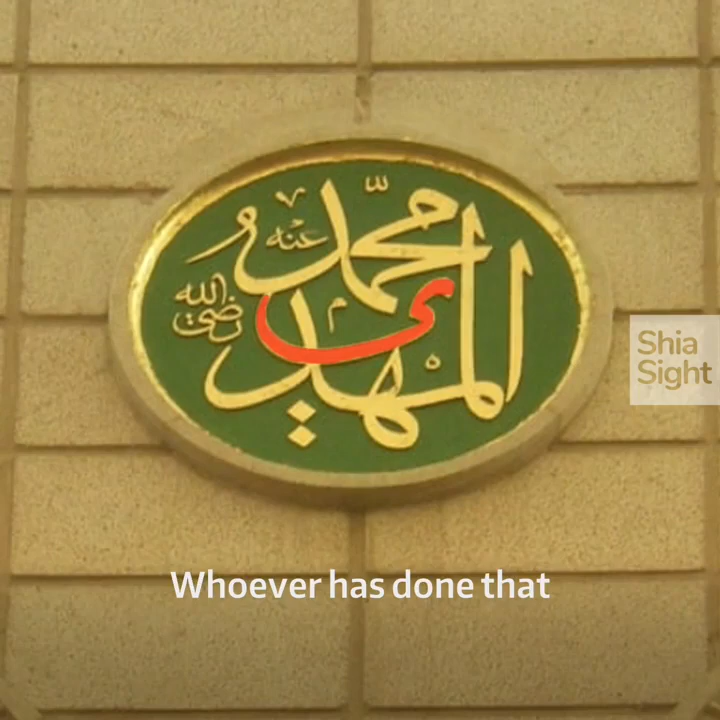 محمد
المهدي
رضي الله عنه
Shia
Sight
Whoever has done that